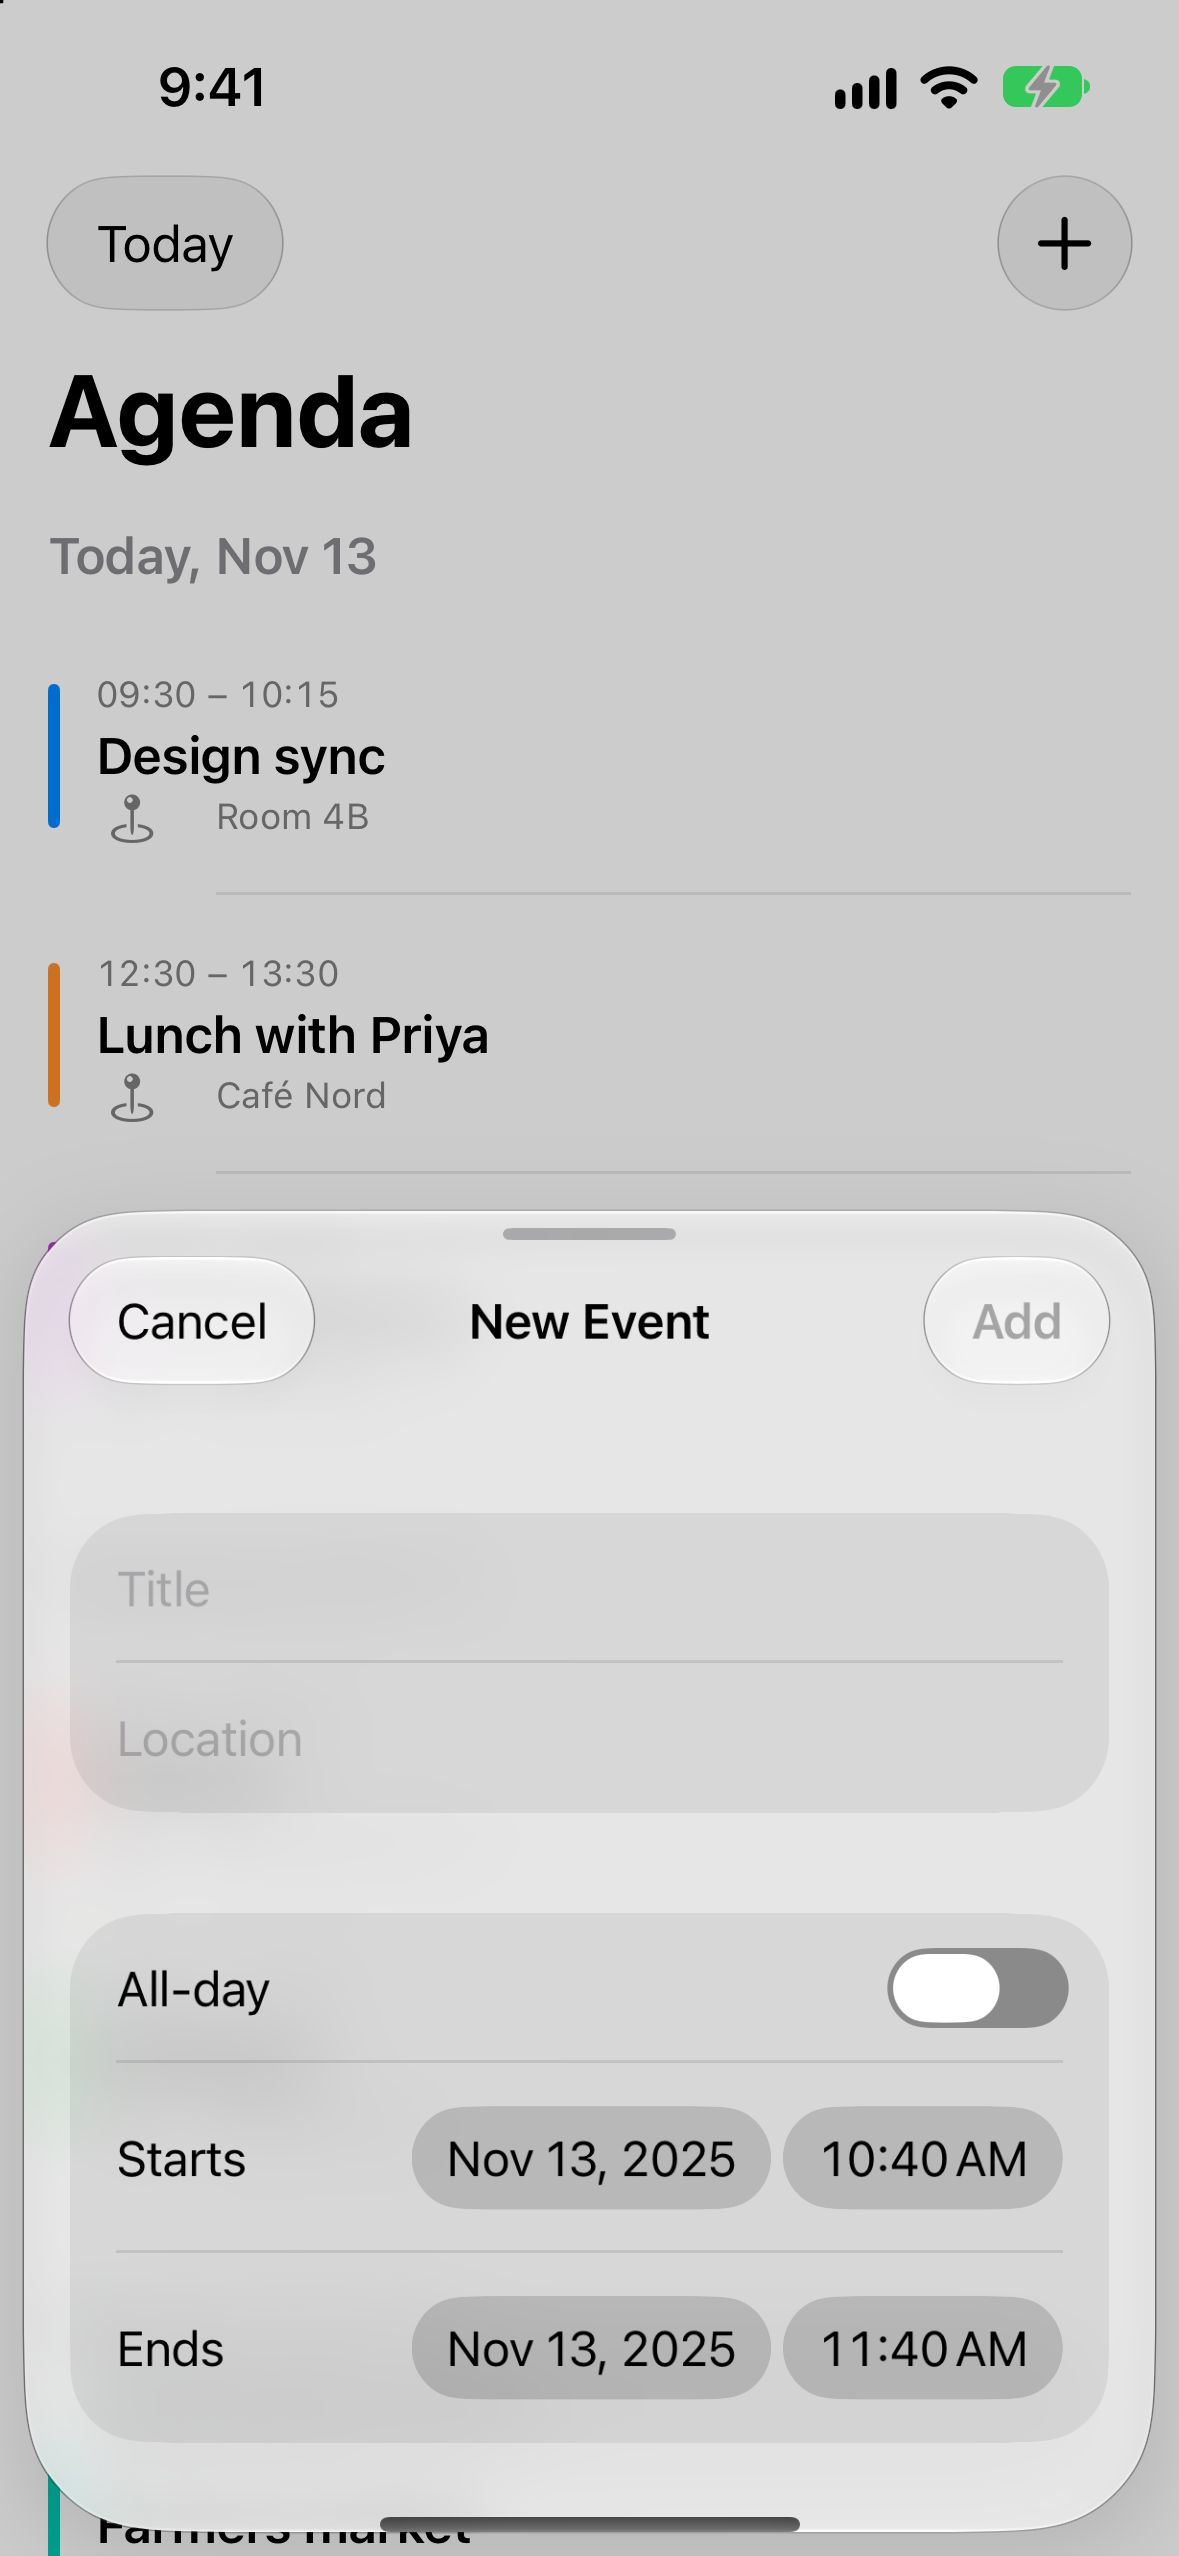 9:41
Today
Agenda
Today, Nov 13
09:30 – 10:15
Design sync
Room 4B
12:30 – 13:30
Lunch with Priya
Café Nord
Cancel New Event Add
Title
Location
All-day
Starts Nov 13, 2025 10:40 AM
Ends Nov 13, 2025 11:40 AM
Farmers market